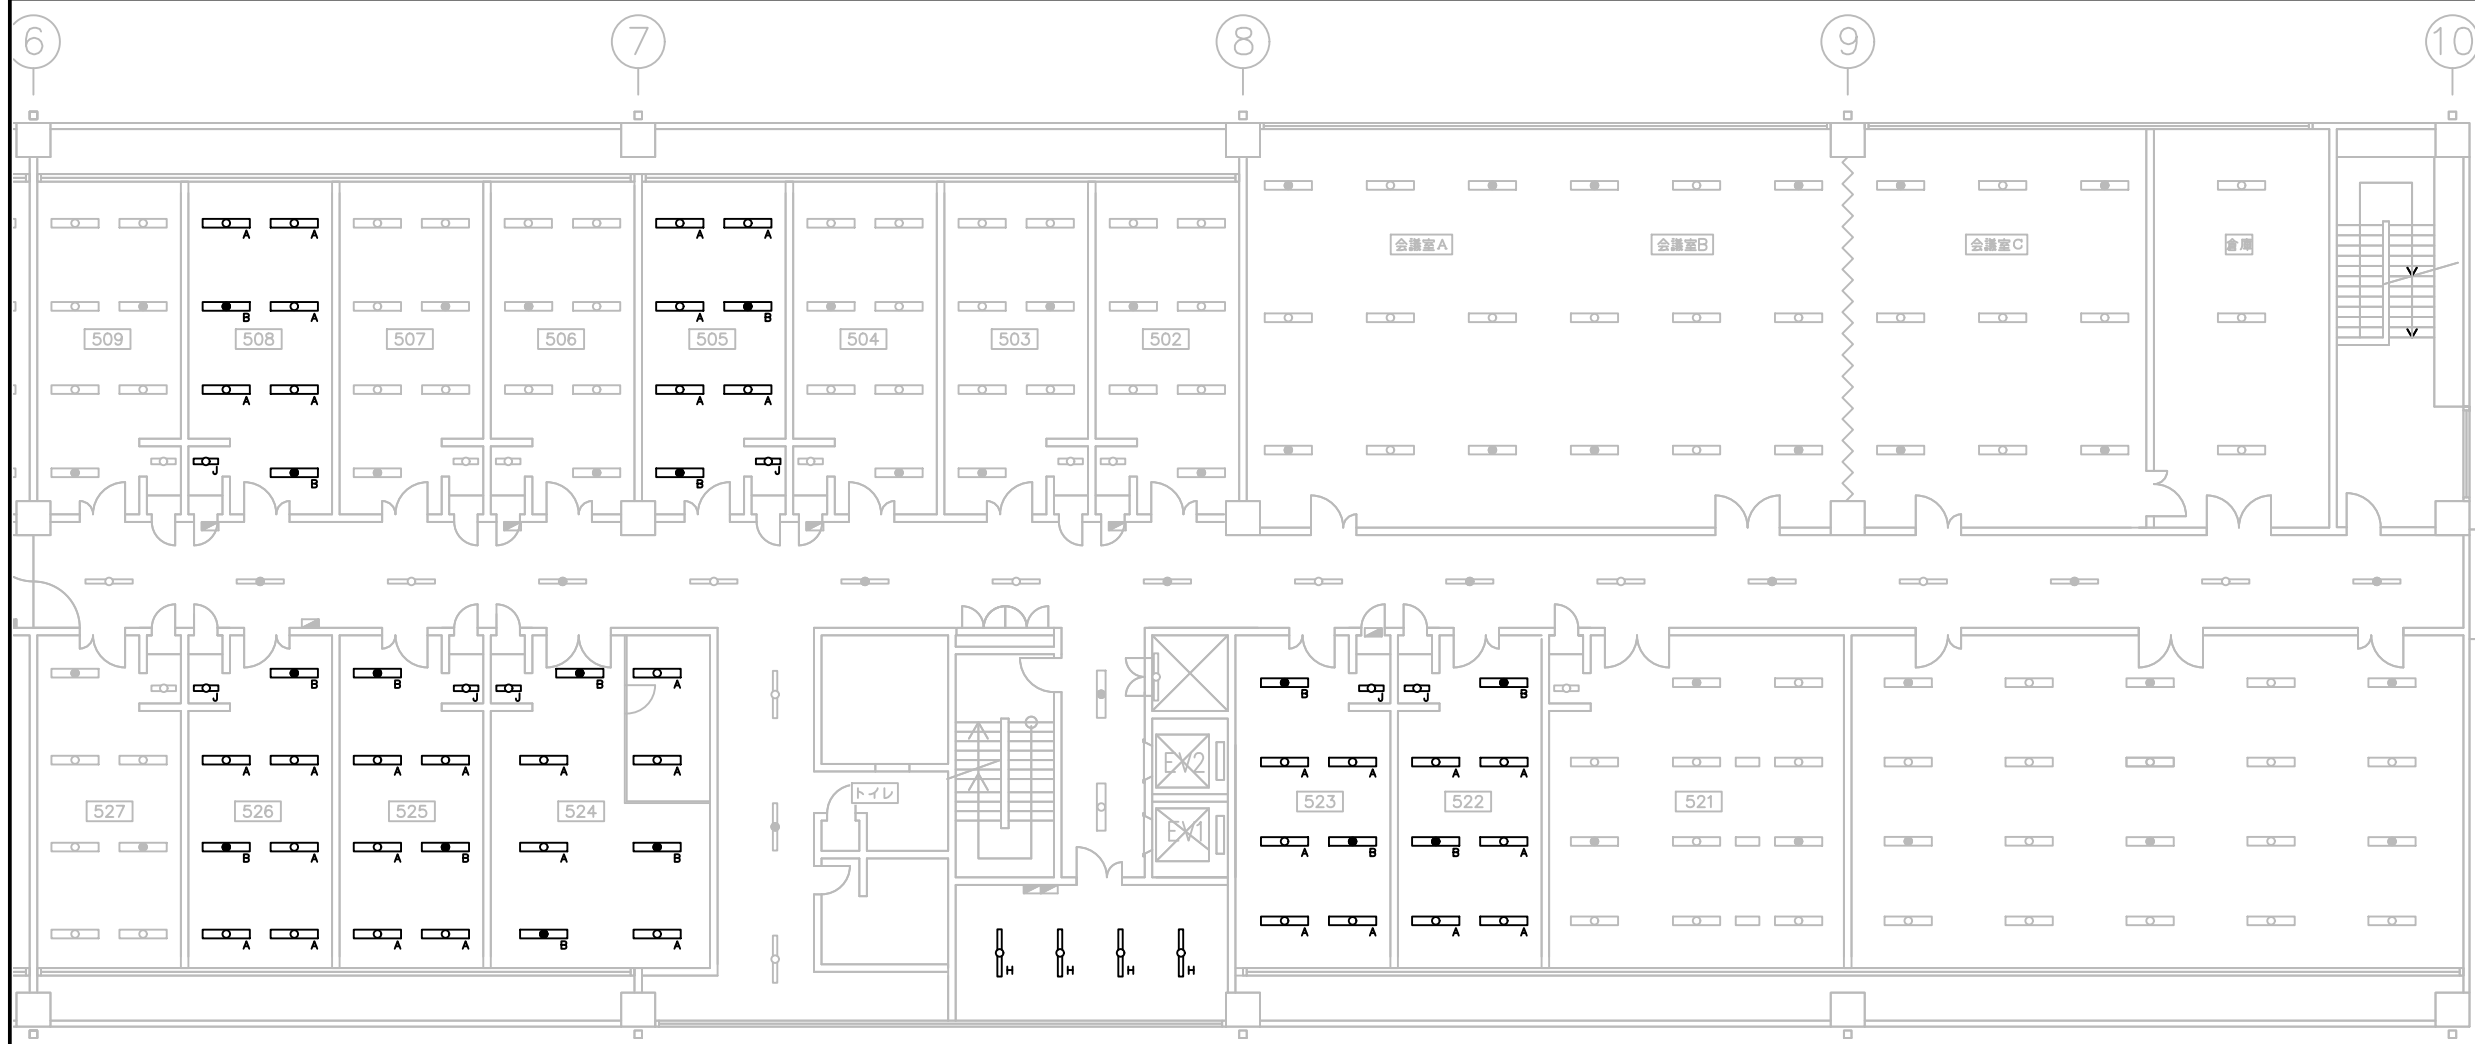 6 7 8 9 10
A A A A
会議室A 会議室B 会議室C 倉庫
B A A B
509 508 507 506 505 504 503 502
A A A A
J J
B B
B B B A B B
J J J J J
A A A A A A A A A A
EV2
トイレ
527 526 525 524 523 522 521
EV1
B A A B A B A B B A
A A A A B A A A A A
H H H H